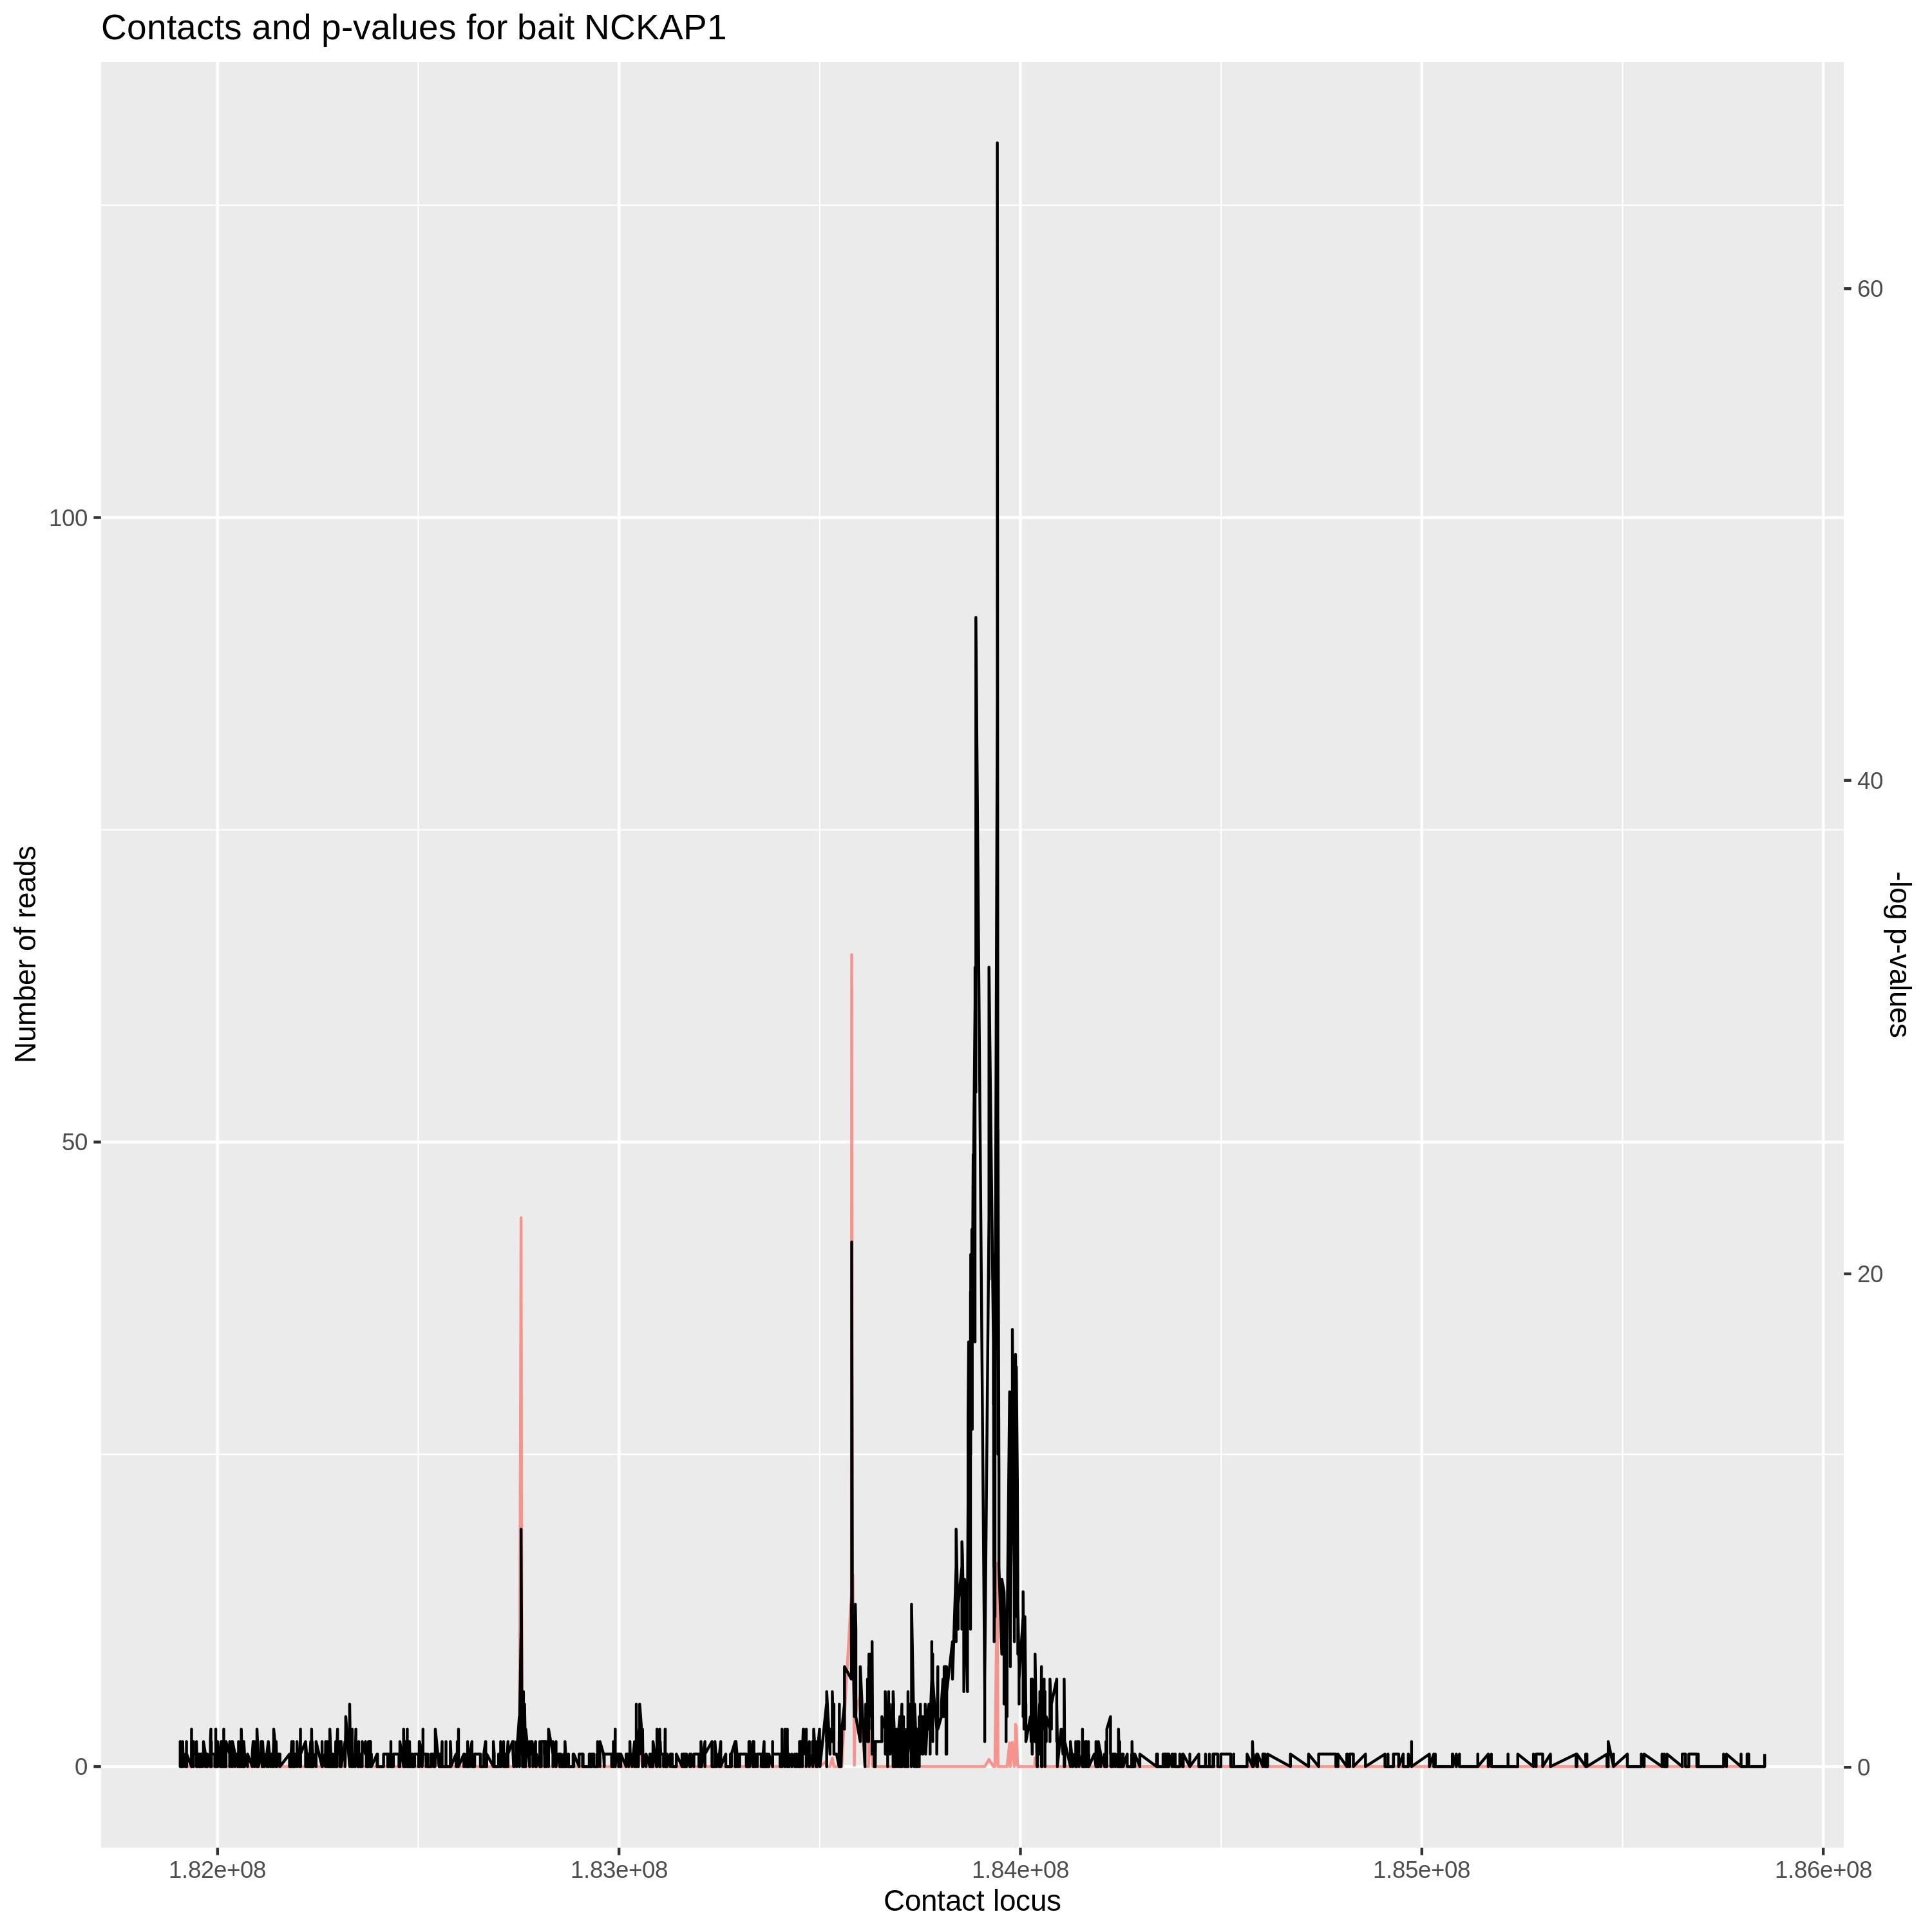 Contacts and p-values for bait NCKAP1
Number of reads
100
50
0
60
40
20
0
-log p-values
1.82e+08 1.83e+08 1.84e+08 1.85e+08 1.86e+08
Contact locus